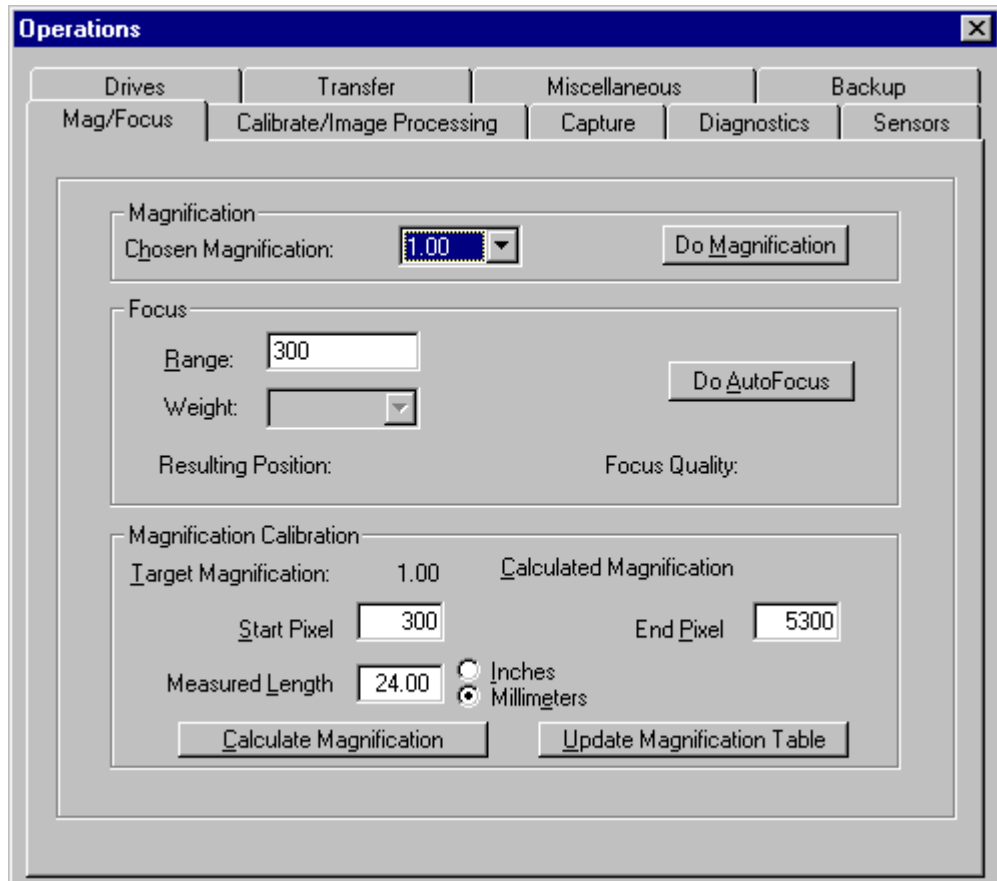 Operations
Drives Transfer Miscellaneous Backup
Mag/Focus Calibrate/Image Processing Capture Diagnostics Sensors
Magnification
Chosen Magnification: 1.00 Do Magnification
Focus
Range: 300
Do AutoFocus
Weight:
Resulting Position: Focus Quality:
Magnification Calibration
Target Magnification: 1.00 Calculated Magnification
Start Pixel 300 End Pixel 5300
Measured Length 24.00 Inches
Millimeters
Calculate Magnification Update Magnification Table